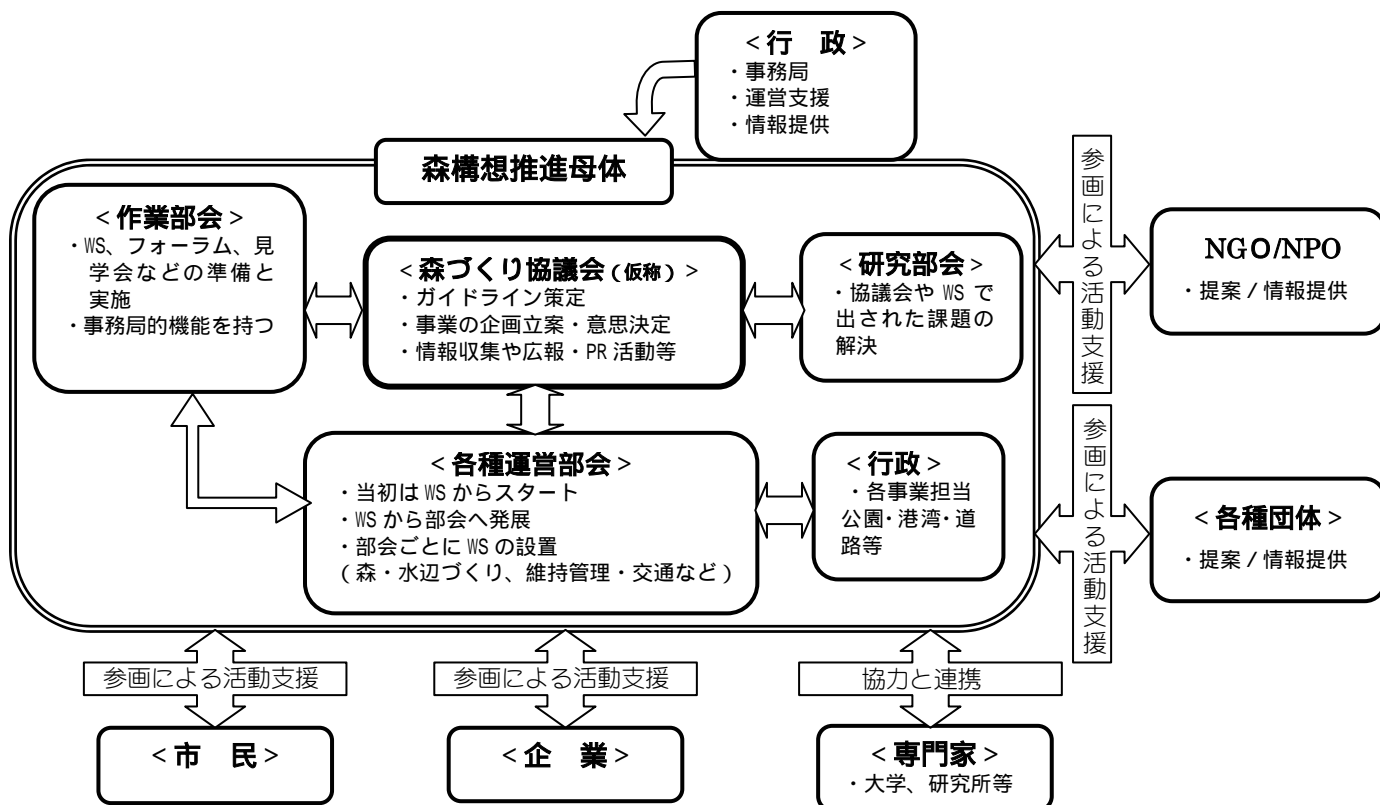 ＜行　政＞
・事務局
・運営支援
・情報提供
森構想推進母体
＜作業部会＞
・WS、フォーラム、見
学会などの準備と
実施
・事務局的機能を持つ
＜森づくり協議会（仮称）＞
・ガイドライン策定
・事業の企画立案・意思決定
・情報収集や広報・PR 活動等
＜研究部会＞
・協議会や WS で
出された課題の
解決
＜各種運営部会＞
・当初は WS からスタート
・WS から部会へ発展
・部会ごとに WS の設置
（森・水辺づくり、維持管理・交通など）
＜行政＞
・各事業担当
公園・港湾・道
路等
参画による活動支援
NGO/NPO
・提案 / 情報提供
参画による活動支援
＜各種団体＞
・提案 / 情報提供
参画による活動支援
参画による活動支援
協力と連携
＜市　民＞
＜企　業＞
＜専門家＞
・大学、研究所等